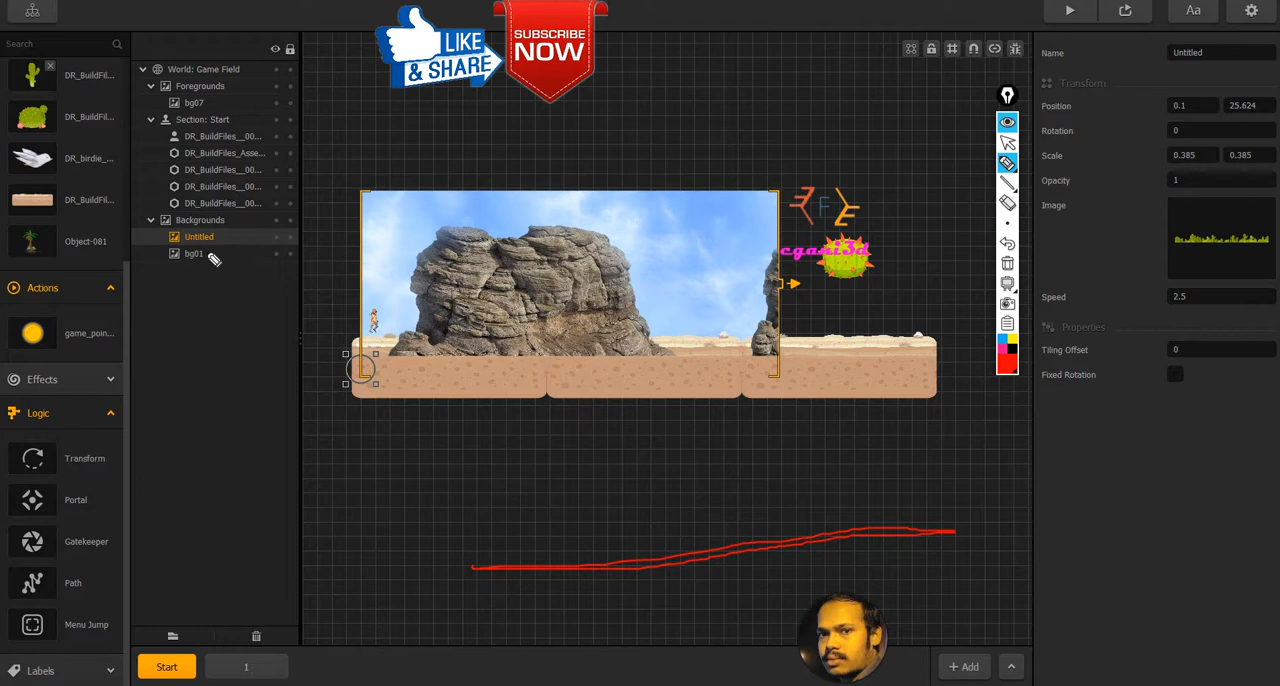 LIKE
& SHARE
SUBSCRIBE
NOW
Aa
Search
DR_BuildFil...
DR_BuildFil...
DR_birdie_...
DR_BuildFil...
Object-081
Actions
game_poin...
Effects
Logic
Transform
Portal
Gatekeeper
Path
Menu Jump
Labels
World: Game Field
Foregrounds
bg07
Section: Start
DR_BuildFiles__00...
DR_BuildFiles_Asse...
DR_BuildFiles__00...
DR_BuildFiles__00...
DR_BuildFiles__00...
Backgrounds
Untitled
bg01
F
cgasi3d
Name Untitled
Transform
Position 0.1 25.624
Rotation 0
Scale 0.385 0.385
Opacity 1
Image
Speed 2.5
Properties
Tiling Offset 0
Fixed Rotation
Start 1
+ Add